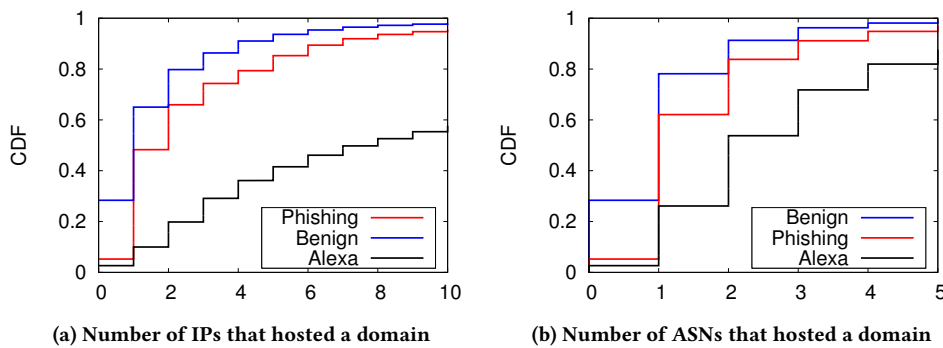 1
0.8
0.6
0.4
0.2
0
CDF
Phishing
Benign
Alexa
0 2 4 6 8 10
(a) Number of IPs that hosted a domain
1
0.8
0.6
0.4
0.2
0
CDF
Benign
Phishing
Alexa
0 1 2 3 4 5
(b) Number of ASNs that hosted a domain